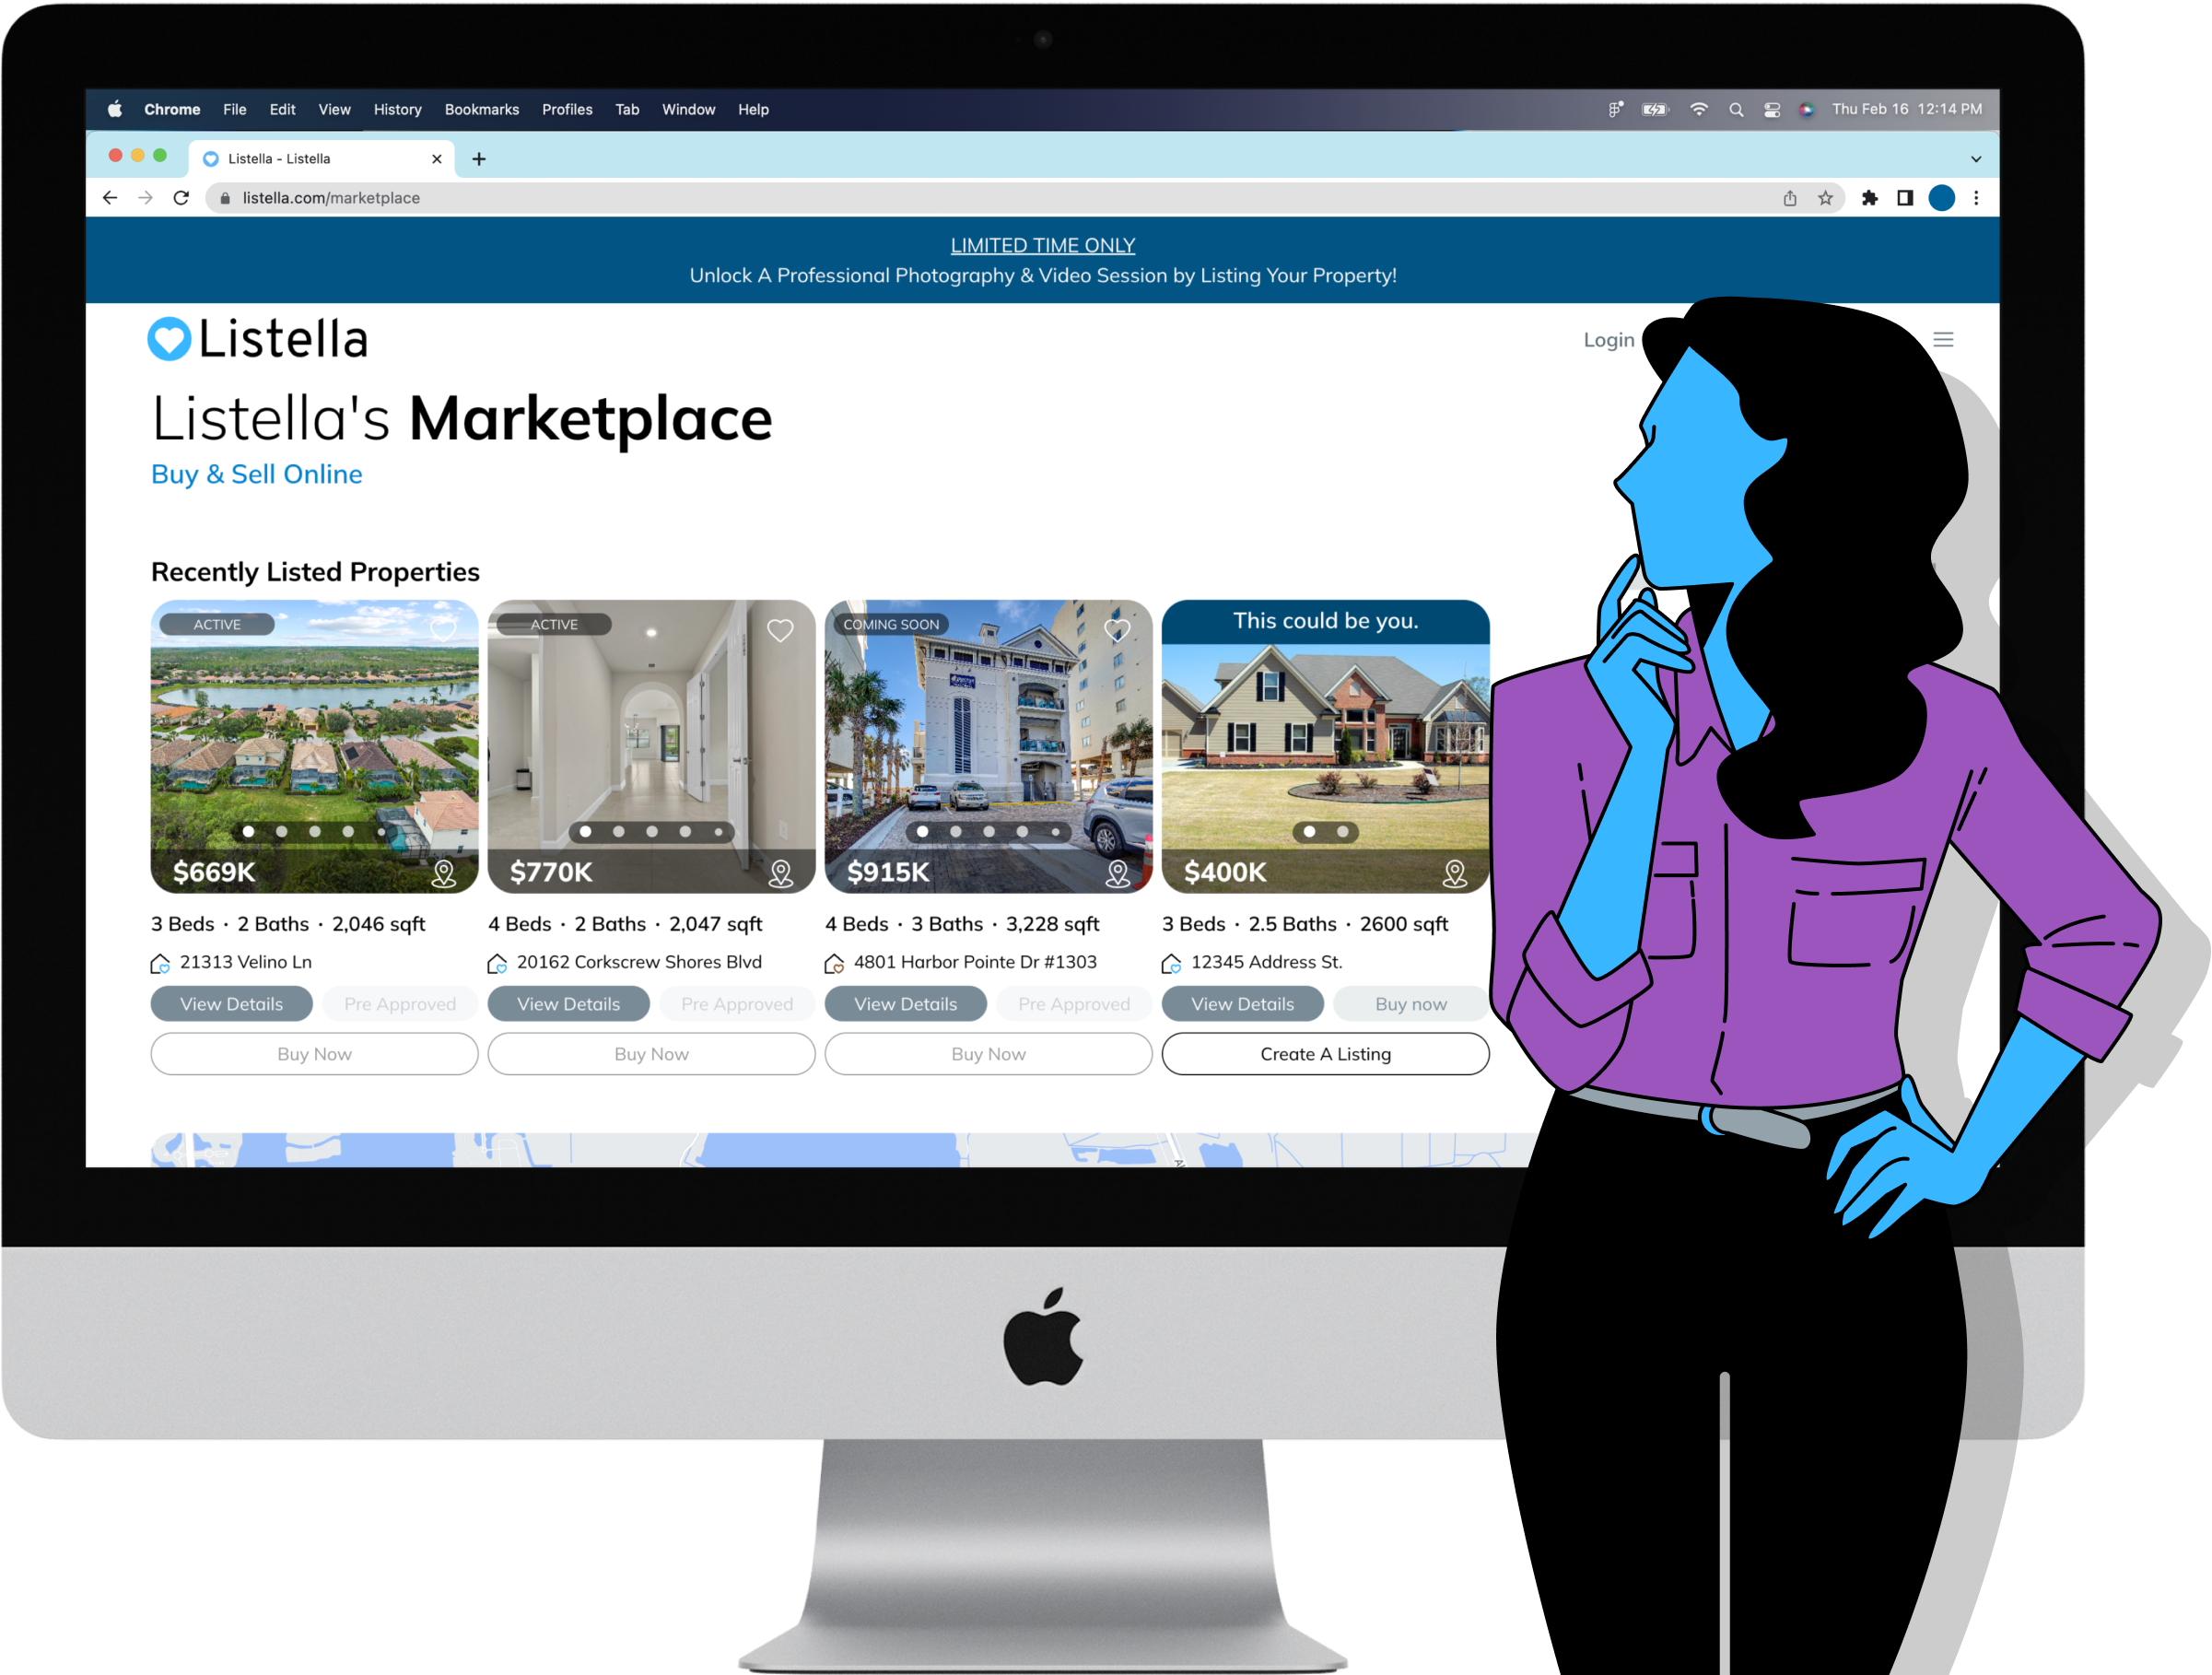 Chrome File Edit View History Bookmarks Profiles Tab Window Help Thu Feb 16 12:14 PM
Listella - Listella
listella.com/marketplace
LIMITED TIME ONLY
Unlock A Professional Photography & Video Session by Listing Your Property!
Listella
Login
Listella's Marketplace
Buy & Sell Online
Recently Listed Properties
ACTIVE
$669K
3 Beds · 2 Baths · 2,046 sqft
21313 Velino Ln
View Details Pre Approved
Buy Now
ACTIVE
$770K
4 Beds · 2 Baths · 2,047 sqft
20162 Corkscrew Shores Blvd
View Details Pre Approved
Buy Now
COMING SOON
$915K
4 Beds · 3 Baths · 3,228 sqft
4801 Harbor Pointe Dr #1303
View Details Pre Approved
Buy Now
This could be you.
$400K
3 Beds · 2.5 Baths · 2600 sqft
12345 Address St.
View Details Buy now
Create A Listing